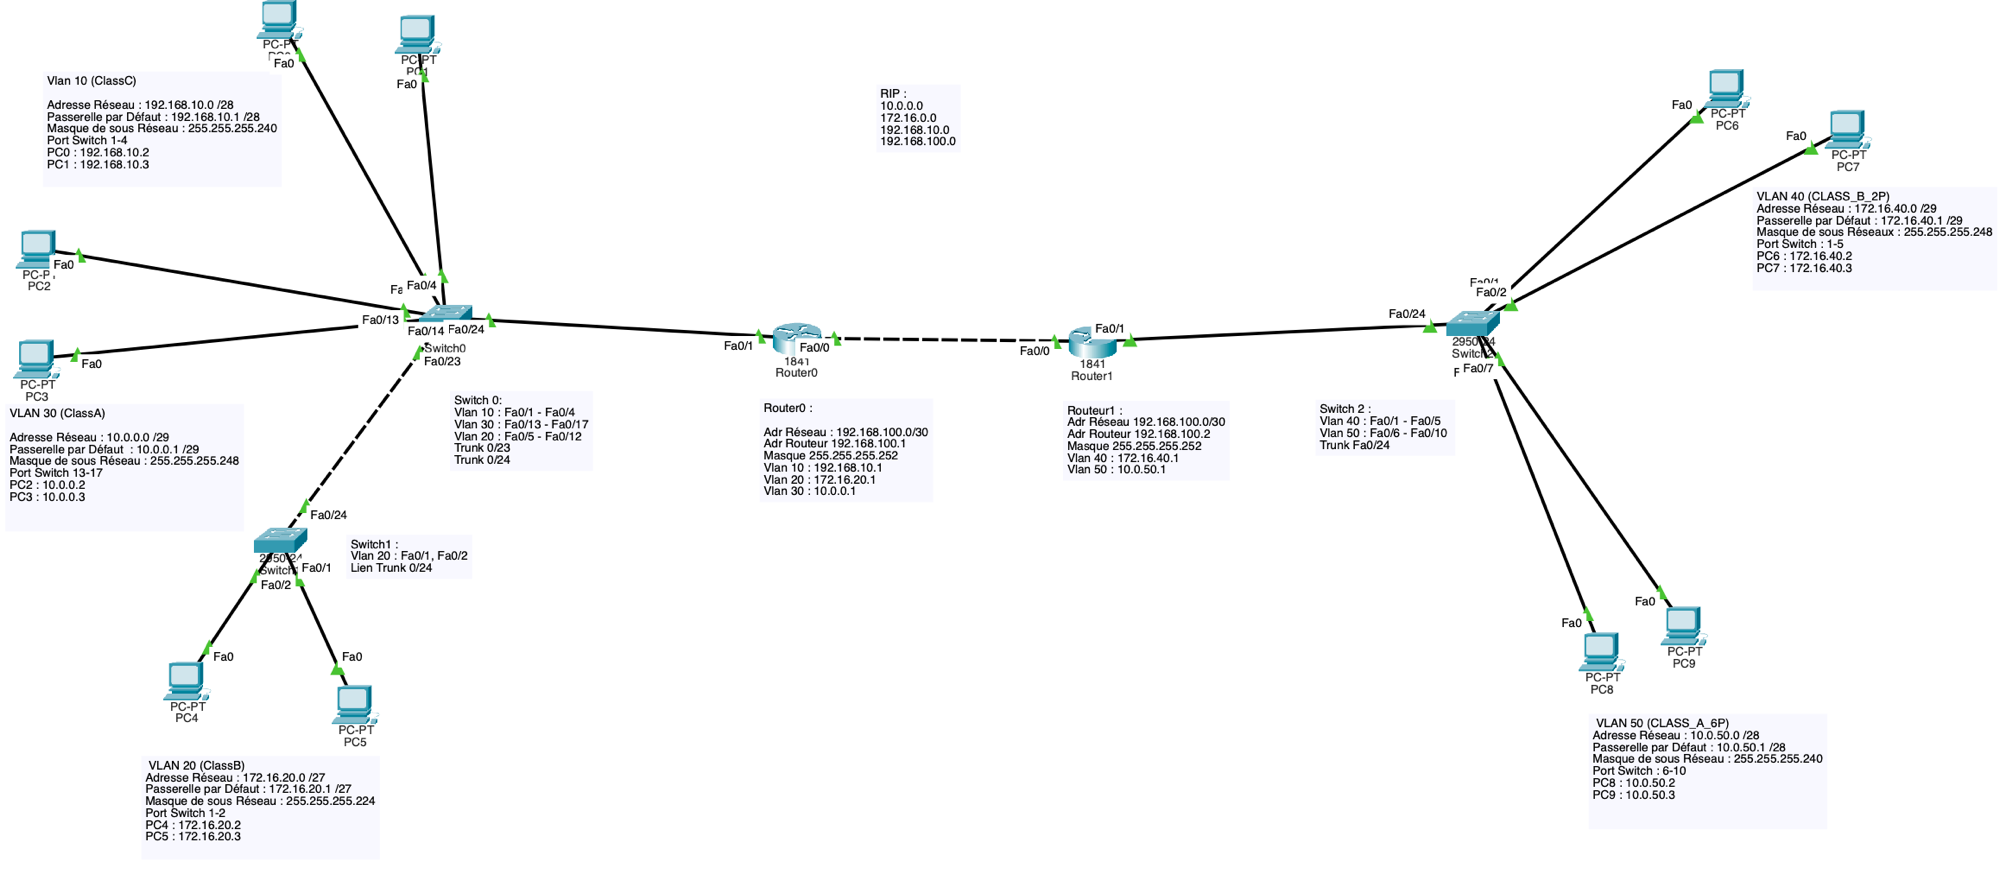 PC-PT
Fa0
PC-PT
PC1
Fa0
Vlan 10 (ClassC)
Adresse Réseau : 192.168.10.0 /28
Passerelle par Défaut : 192.168.10.1 /28
Masque de sous Réseau : 255.255.255.240
Port Switch 1-4
PC0 : 192.168.10.2
PC1 : 192.168.10.3
RIP :
10.0.0.0
172.16.0.0
192.168.10.0
192.168.100.0
Fa0
PC-PT
PC6
Fa0
PC-PT
PC7
VLAN 40 (CLASS_B_2P)
Adresse Réseau : 172.16.40.0 /29
Passerelle par Défaut : 172.16.40.1 /29
Masque de sous Réseaux : 255.255.255.248
Port Switch : 1-5
PC6 : 172.16.40.2
PC7 : 172.16.40.3
Fa0
PC2
Fa0/4
Fa0/13
Fa0/14
Fa0/24
Switch0
Fa0/23
Fa0
PC-PT
PC3
VLAN 30 (ClassA)
Adresse Réseau : 10.0.0.0 /29
Passerelle par Défaut : 10.0.0.1 /29
Masque de sous Réseau : 255.255.255.248
Port Switch 13-17
PC2 : 10.0.0.2
PC3 : 10.0.0.3
Switch 0:
Vlan 10 : Fa0/1 - Fa0/4
Vlan 30 : Fa0/13 - Fa0/17
Vlan 20 : Fa0/5 - Fa0/12
Trunk 0/23
Trunk 0/24
Fa0/1
Fa0/0
1841
Router0
Router0 :
Adr Réseau : 192.168.100.0/30
Adr Routeur 192.168.100.1
Masque 255.255.255.252
Vlan 10 : 192.168.10.1
Vlan 20 : 172.16.20.1
Vlan 30 : 10.0.0.1
Fa0/0
Fa0/1
1841
Router1
Routeur1 :
Adr Réseau 192.168.100.0/30
Adr Routeur 192.168.100.2
Masque 255.255.255.252
Vlan 40 : 172.16.40.1
Vlan 50 : 10.0.50.1
Fa0/24
Fa0/1
Fa0/2
Fa0/7
Switch 2 :
Vlan 40 : Fa0/1 - Fa0/5
Vlan 50 : Fa0/6 - Fa0/10
Trunk Fa0/24
Fa0/24
Fa0/1
Fa0/2
Switch1 :
Vlan 20 : Fa0/1, Fa0/2
Lien Trunk 0/24
Fa0
PC-PT
PC4
Fa0
PC-PT
PC5
VLAN 20 (ClassB)
Adresse Réseau : 172.16.20.0 /27
Passerelle par Défaut : 172.16.20.1 /27
Masque de sous Réseau : 255.255.255.224
Port Switch 1-2
PC4 : 172.16.20.2
PC5 : 172.16.20.3
Fa0
PC-PT
PC8
Fa0
PC-PT
PC9
VLAN 50 (CLASS_A_6P)
Adresse Réseau : 10.0.50.0 /28
Passerelle par Défaut : 10.0.50.1 /28
Masque de sous Réseau : 255.255.255.240
Port Switch : 6-10
PC8 : 10.0.50.2
PC9 : 10.0.50.3